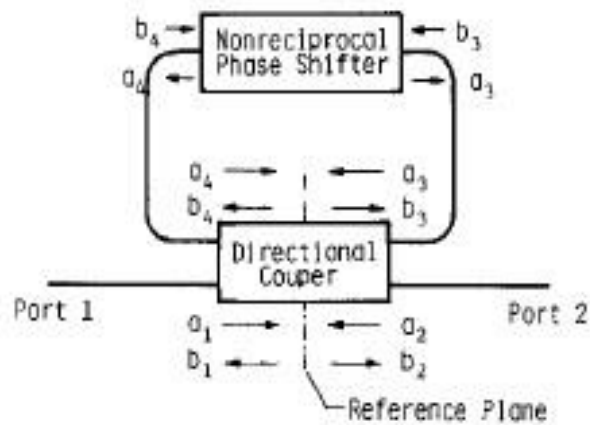 b4 Nonreciprocal b3
a4 Phase Shifter a3
a4 a3
b4 b3
Directional
Couper
Port 1 Port 2
a1 a2
b1 b2
Reference Plane